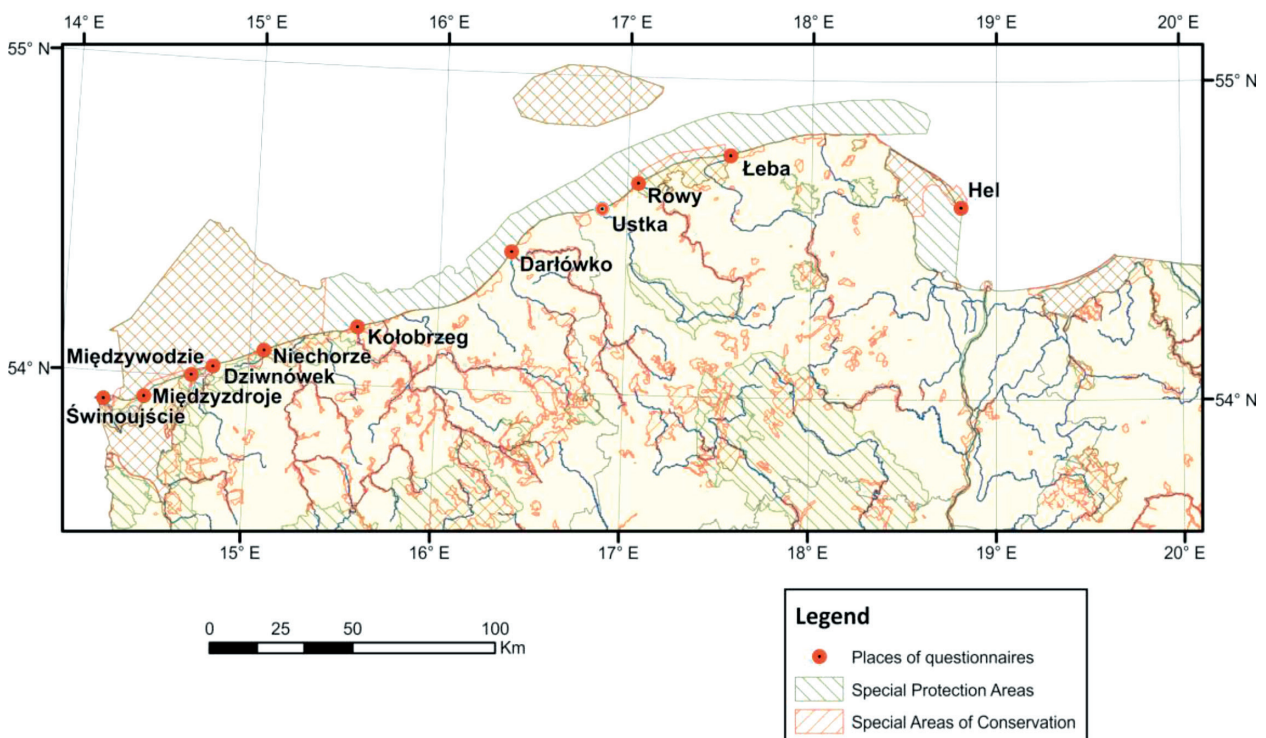 14° E 15° E 16° E 17° E 18° E 19° E 20° E
55° N
55° N
Łeba
Hel
Rowy
Ustka
Darłówko
Kołobrzeg
Międzywodzie
Niechorze
54° N
Dziwnówek
Międzyzdroje
54° N
Świnoujście
15° E 16° E 17° E 18° E 19° E 20° E
0 25 50 100
Km
Legend
Places of questionnaires
Special Protection Areas
Special Areas of Conservation